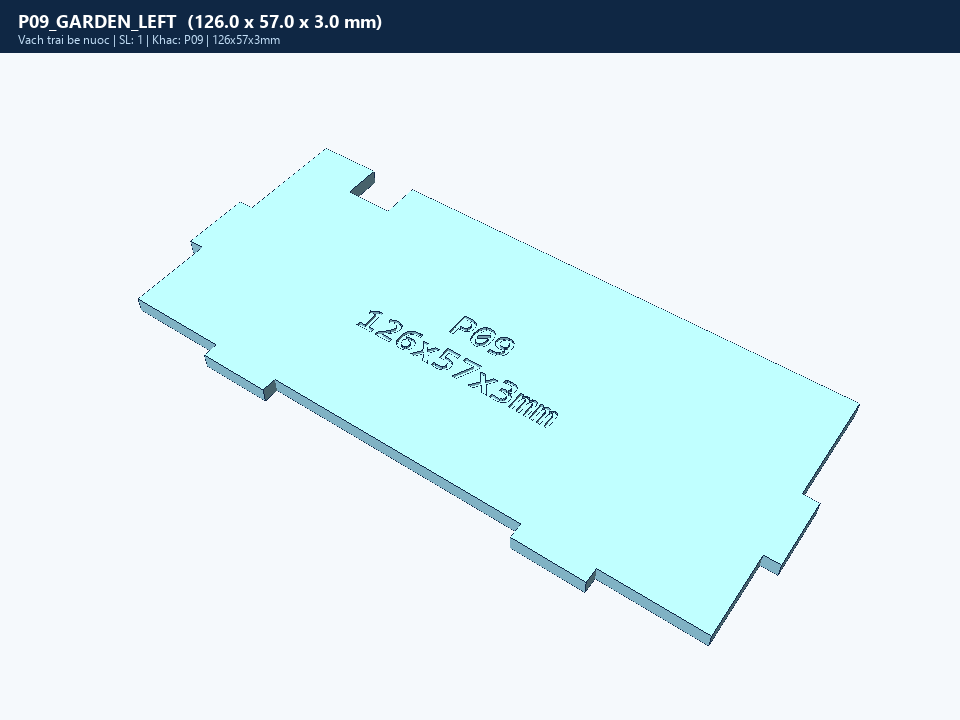 P09_GARDEN_LEFT (126.0 x 57.0 x 3.0 mm)
Vach trai be nuoc | SL: 1 | Khac: P09 | 126x57x3mm
P09
126x57x3mm